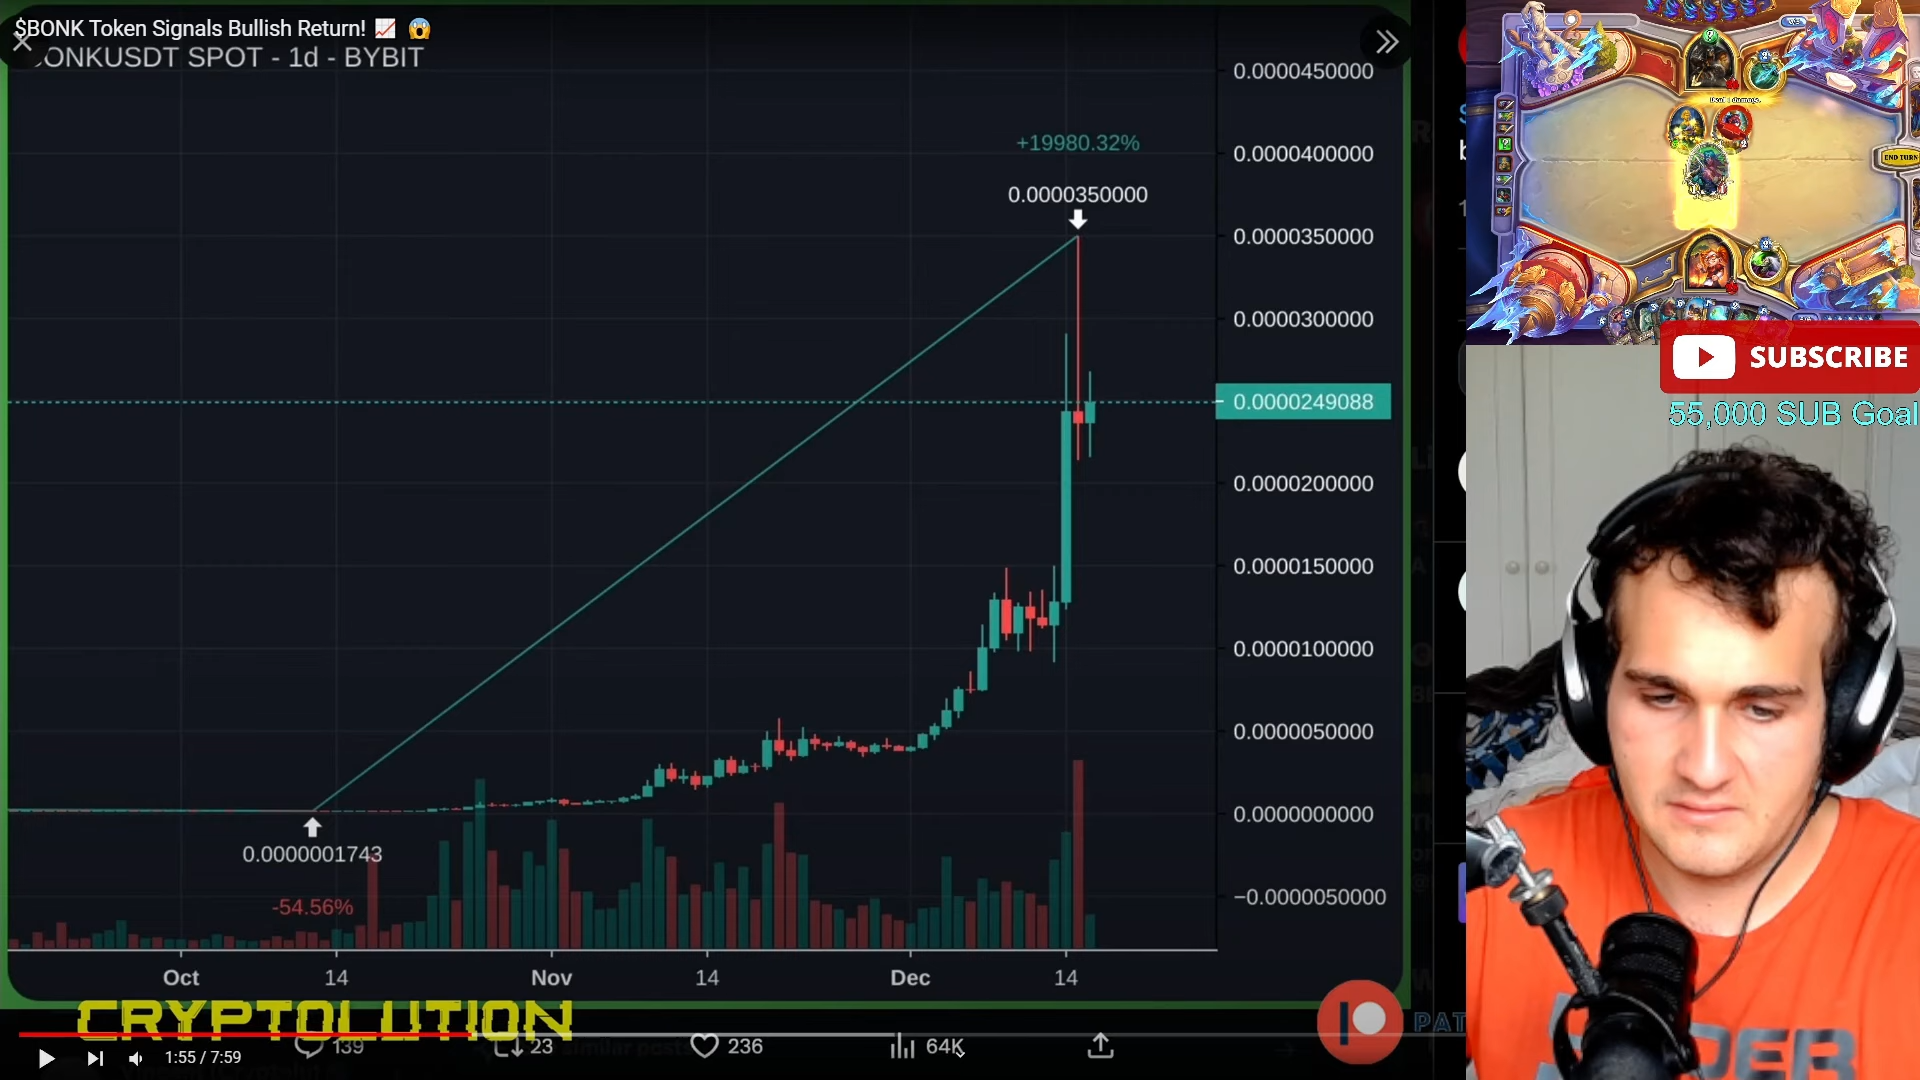 $BONK Token Signals Bullish Return! 📈 😱
ONKUSDT SPOT - 1d - BYBIT
0.0000450000
+19980.32%
0.0000400000
0.0000350000
0.0000350000
0.0000300000
0.0000249088
0.0000200000
0.0000150000
0.0000100000
0.0000050000
0.0000000000
0.0000001743
−0.0000050000
-54.56%
Oct
14
Nov
14
Dec
14
CRYPTOLUTION
139
23
236
64K
1:55 / 7:59
PAT
END TURN
SUBSCRIBE
55,000 SUB Goal